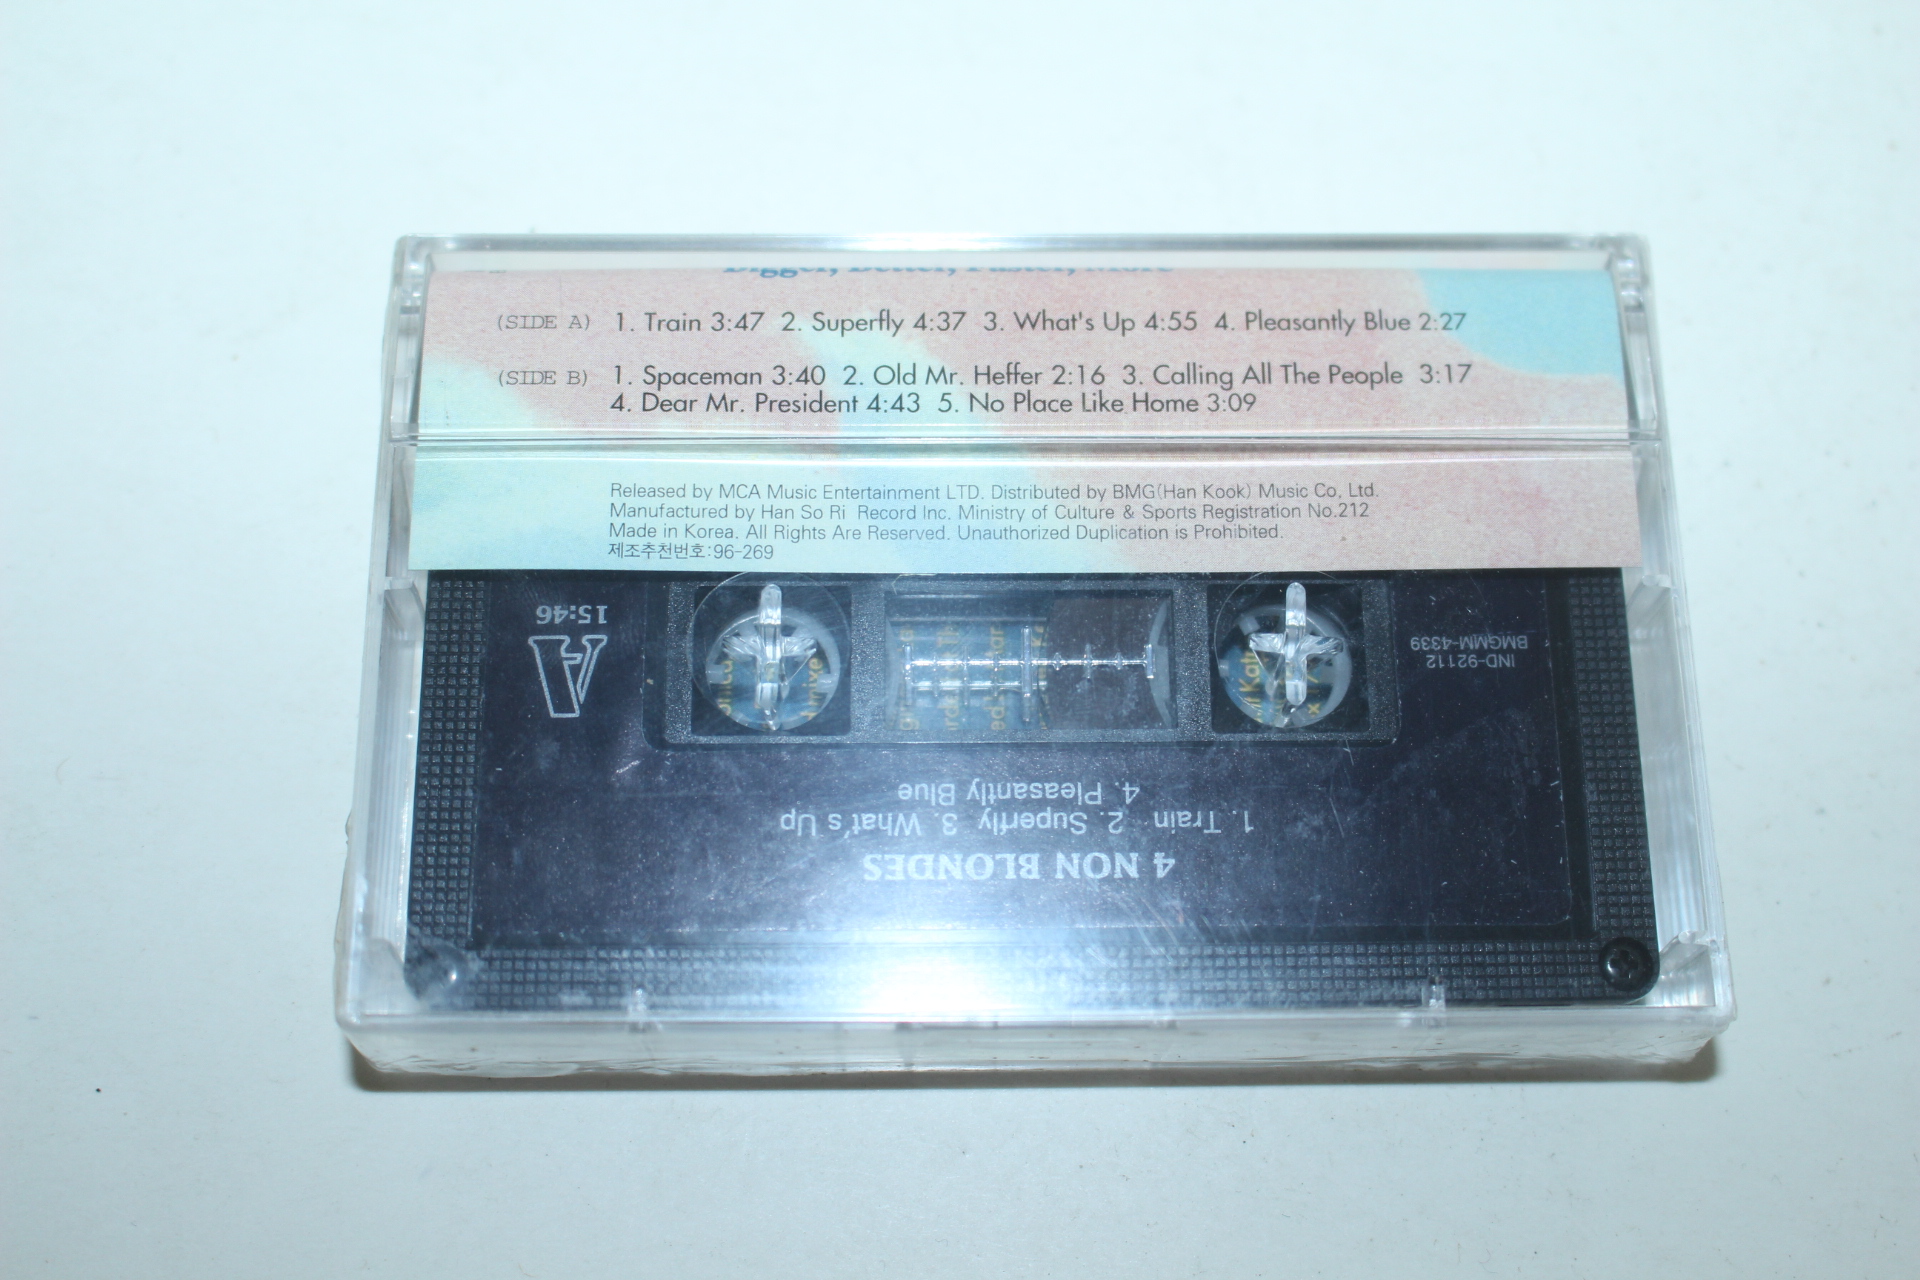 Bigger, Better, Faster, More
(SIDE A) 1. Train 3:47 2. Superfly 4:37 3. What's Up 4:55 4. Pleasantly Blue 2:27
(SIDE B) 1. Spaceman 3:40 2. Old Mr. Heffer 2:16 3. Calling All The People 3:17
4. Dear Mr. President 4:43 5. No Place Like Home 3:09
Released by MCA Music Entertainment LTD. Distributed by BMG(Han Kook) Music Co, Ltd.
Manufactured by Han So Ri Record Inc. Ministry of Culture & Sports Registration No.212
Made in Korea. All Rights Are Reserved. Unauthorized Duplication is Prohibited.
제조추천번호:96-269
4 NON BLONDES
1. Train 2. Superfly 3. What's Up
4. Pleasantly Blue
A
15:46
IND-92112
BMGMM-4339